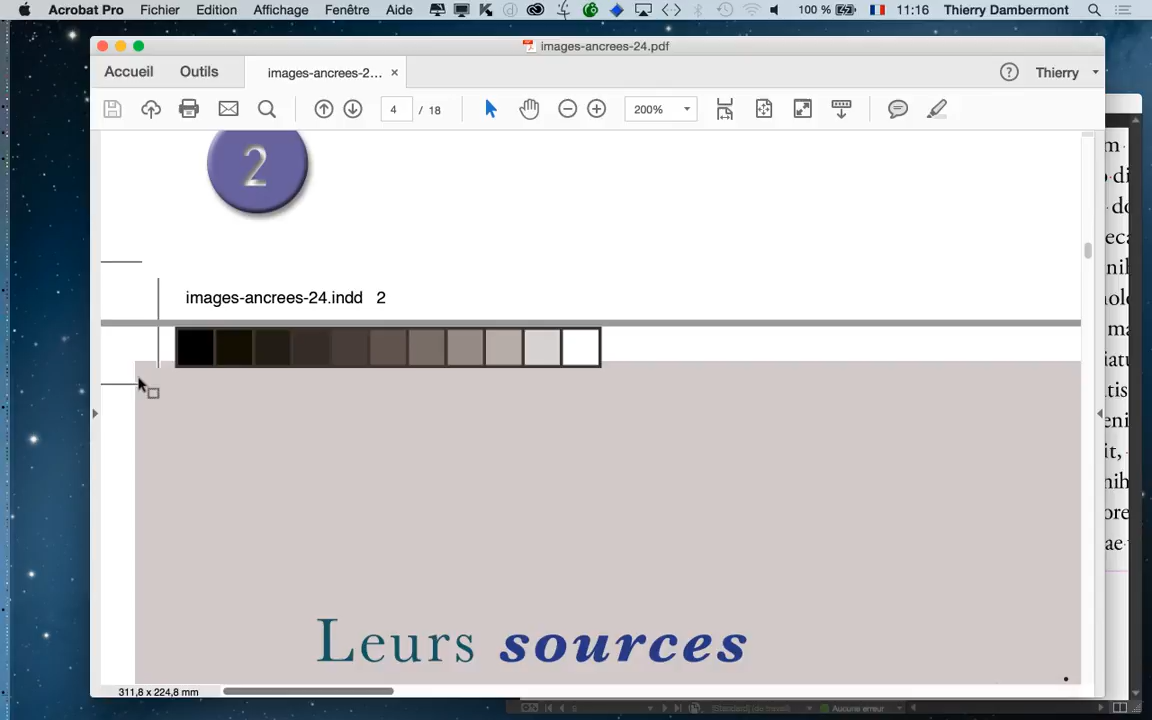 Acrobat Pro Fichier Edition Affichage Fenêtre Aide 100 % 11:16 Thierry Dambermont
images-ancrees-24.pdf
Accueil Outils images-ancrees-2... × ? Thierry
4 / 18 200%
2
images-ancrees-24.indd 2
Leurs sources
311,8 x 224,8 mm
Aucune erreur